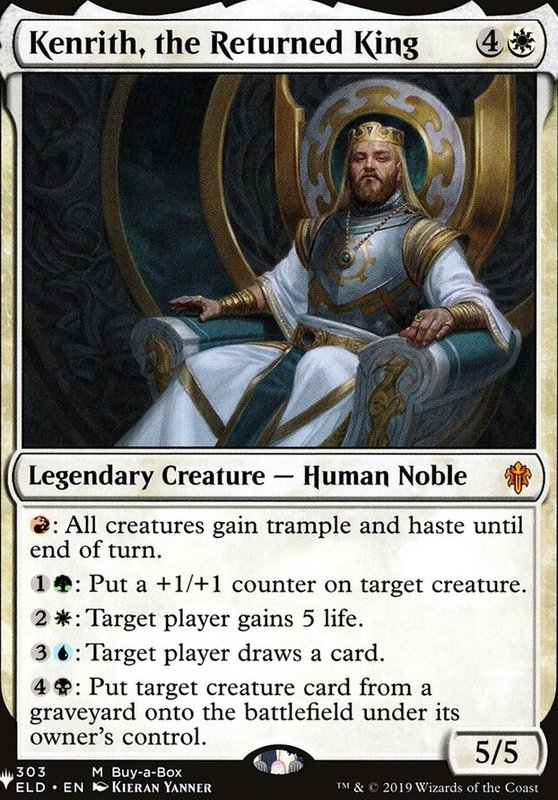 Kenrith, the Returned King 4
Legendary Creature — Human Noble
: All creatures gain trample and haste until
end of turn.
1: Put a +1/+1 counter on target creature.
2: Target player gains 5 life.
3: Target player draws a card.
4: Put target creature card from a
graveyard onto the battlefield under its
owner's control.
5/5
303 M Buy-a-Box
ELD • EN Kieran Yanner
™ & © 2019 Wizards of the Coast